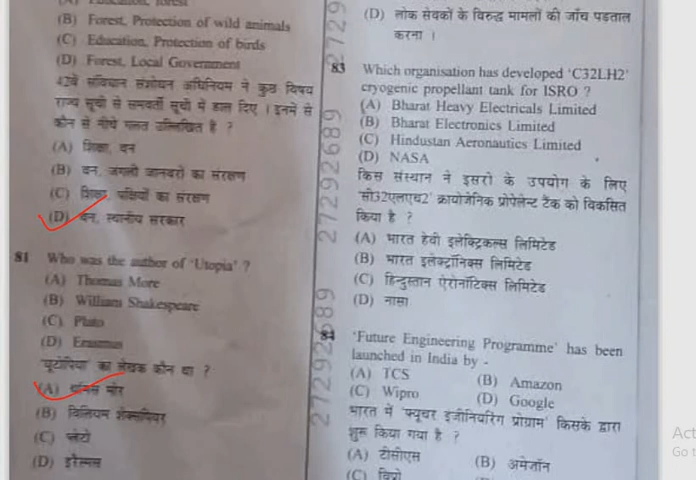 (A) Education, forest
(B) Forest, Protection of wild animals
(C) Education, Protection of birds
(D) Forest, Local Government
42वें संविधान संशोधन अधिनियम ने कुछ विषय
राज्य सूची से समवर्ती सूची में डाल दिए । इनमें से
कौन से नीचे गलत उल्लिखित है ?
(A) शिक्षा, वन
(B) वन, जंगली जानवरों का संरक्षण
(C) शिक्षा, पक्षियों का संरक्षण
(D) वन, स्थानीय सरकार
81 Who was the author of 'Utopia' ?
(A) Thomas More
(B) William Shakespeare
(C) Plato
(D) Erasmus
'यूटोपिया' का लेखक कौन था ?
(A) थॉमस मोर
(B) विलियम शेक्सपियर
(C) प्लेटो
(D) इरैस्मस
2729
27292689
27292689
(D) लोक सेवकों के विरुद्ध मामलों की जाँच पड़ताल
करना ।
83 Which organisation has developed 'C32LH2'
cryogenic propellant tank for ISRO ?
(A) Bharat Heavy Electricals Limited
(B) Bharat Electronics Limited
(C) Hindustan Aeronautics Limited
(D) NASA
किस संस्थान ने इसरो के उपयोग के लिए
'सी32एलएच2' क्रायोजेनिक प्रोपेलेन्ट टैंक को विकसित
किया है ?
(A) भारत हेवी इलेक्ट्रिकल्स लिमिटेड
(B) भारत इलेक्ट्रॉनिक्स लिमिटेड
(C) हिन्दुस्तान ऐरोनॉटिक्स लिमिटेड
(D) नासा
84 'Future Engineering Programme' has been
launched in India by -
(A) TCS (B) Amazon
(C) Wipro (D) Google
भारत में 'फ्यूचर इंजीनियरिंग प्रोग्राम' किसके द्वारा
शुरू किया गया है ?
(A) टीसीएस (B) अमेजॉन
(C) विप्रो
Act
Go t